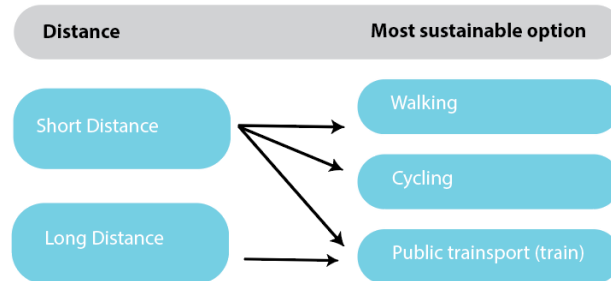 Distance
Most sustainable option
Short Distance
Walking
Cycling
Long Distance
Public trainsport (train)